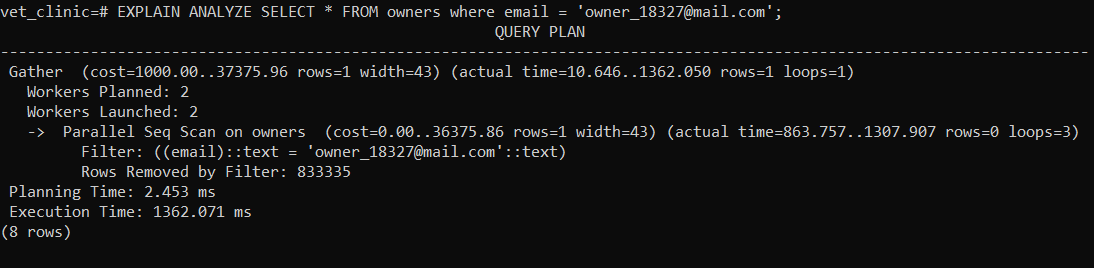 vet_clinic=# EXPLAIN ANALYZE SELECT * FROM owners where email = 'owner_18327@mail.com';
                                                      QUERY PLAN
-----------------------------------------------------------------------------------------------------------------------
 Gather  (cost=1000.00..37375.96 rows=1 width=43) (actual time=10.646..1362.050 rows=1 loops=1)
   Workers Planned: 2
   Workers Launched: 2
   ->  Parallel Seq Scan on owners  (cost=0.00..36375.86 rows=1 width=43) (actual time=863.757..1307.907 rows=0 loops=3)
         Filter: ((email)::text = 'owner_18327@mail.com'::text)
         Rows Removed by Filter: 833335
 Planning Time: 2.453 ms
 Execution Time: 1362.071 ms
(8 rows)